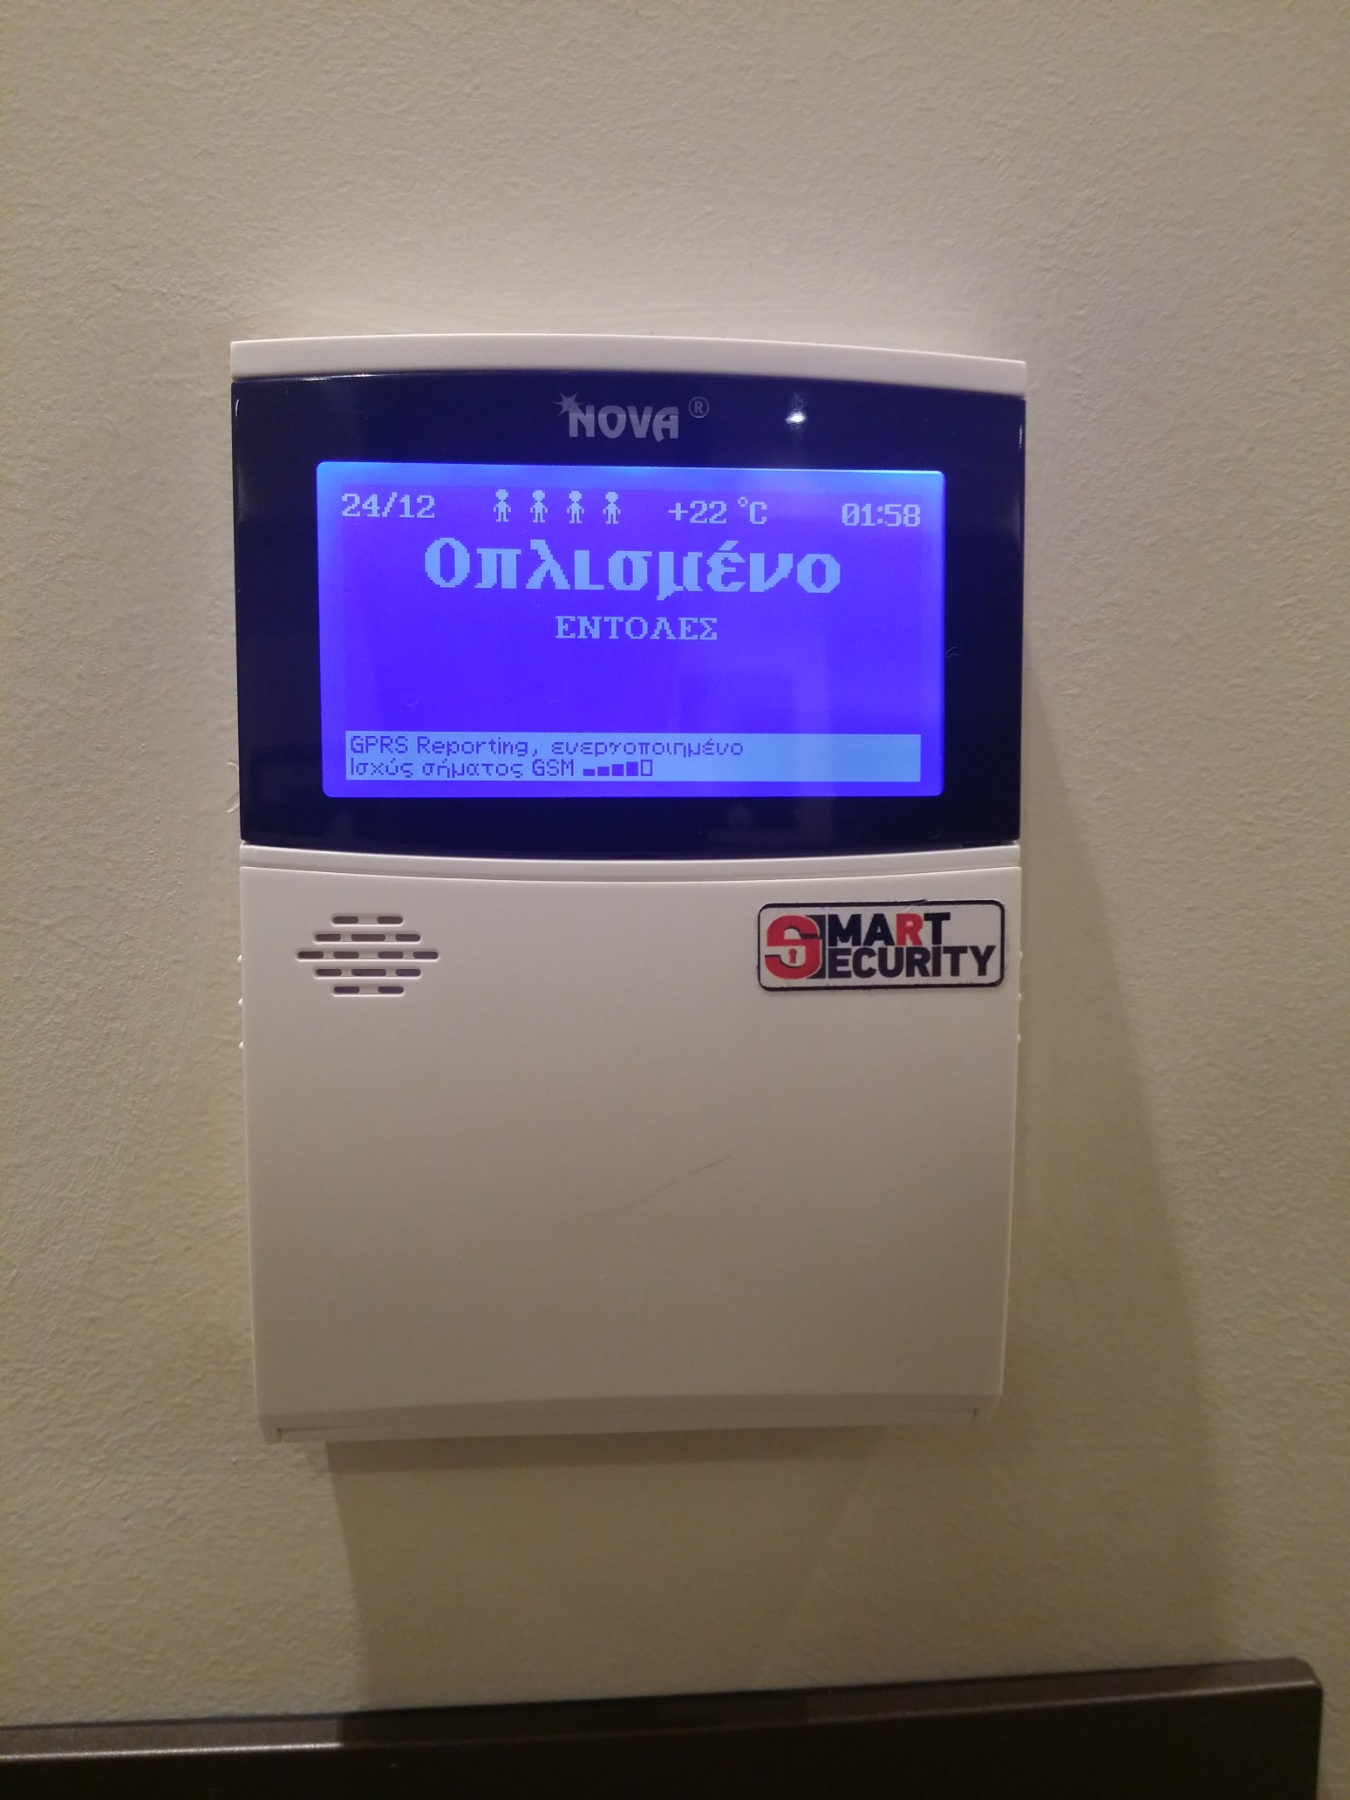 NOVA ®
24/12 +22 °C 01:58
Οπλισμένο
ΕΝΤΟΛΕΣ
GPRS Reporting, ενεργοποιημένο
Ισχύς σήματος GSM
SMART
SECURITY